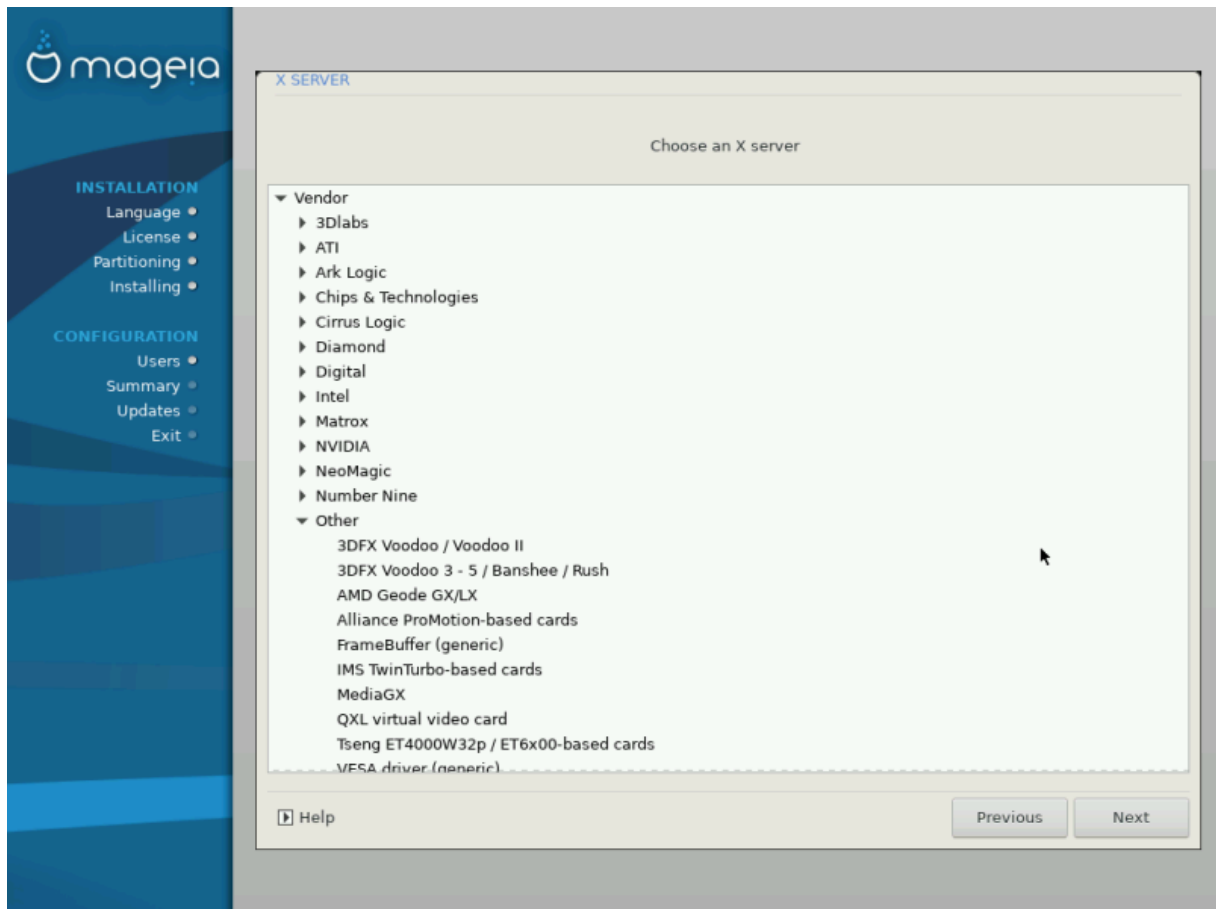 mageia
INSTALLATION
Language
License
Partitioning
Installing
CONFIGURATION
Users
Summary
Updates
Exit
X SERVER
Choose an X server
Vendor
3Dlabs
ATI
Ark Logic
Chips & Technologies
Cirrus Logic
Diamond
Digital
Intel
Matrox
NVIDIA
NeoMagic
Number Nine
Other
3DFX Voodoo / Voodoo II
3DFX Voodoo 3 - 5 / Banshee / Rush
AMD Geode GX/LX
Alliance ProMotion-based cards
FrameBuffer (generic)
IMS TwinTurbo-based cards
MediaGX
QXL virtual video card
Tseng ET4000W32p / ET6x00-based cards
VESA driver (generic)
Help
Previous
Next